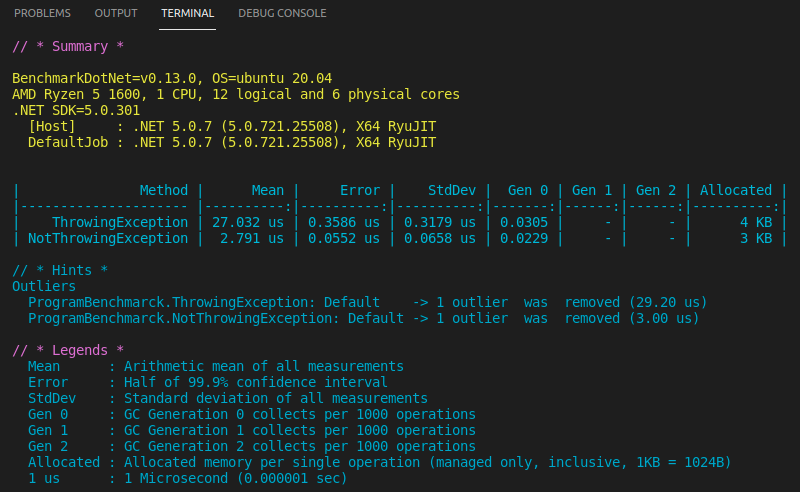 PROBLEMS OUTPUT TERMINAL DEBUG CONSOLE
// * Summary *
BenchmarkDotNet=v0.13.0, OS=ubuntu 20.04
AMD Ryzen 5 1600, 1 CPU, 12 logical and 6 physical cores
.NET SDK=5.0.301
  [Host]     : .NET 5.0.7 (5.0.721.25508), X64 RyuJIT
  DefaultJob : .NET 5.0.7 (5.0.721.25508), X64 RyuJIT
|               Method |      Mean |     Error |    StdDev |  Gen 0 | Gen 1 | Gen 2 | Allocated |
|--------------------- |----------:|----------:|----------:|-------:|------:|------:|----------:|
|    ThrowingException | 27.032 us | 0.3586 us | 0.3179 us | 0.0305 |     - |     - |      4 KB |
| NotThrowingException |  2.791 us | 0.0552 us | 0.0658 us | 0.0229 |     - |     - |      3 KB |
// * Hints *
Outliers
  ProgramBenchmarck.ThrowingException: Default    -> 1 outlier  was  removed (29.20 us)
  ProgramBenchmarck.NotThrowingException: Default -> 1 outlier  was  removed (3.00 us)
// * Legends *
  Mean      : Arithmetic mean of all measurements
  Error     : Half of 99.9% confidence interval
  StdDev    : Standard deviation of all measurements
  Gen 0     : GC Generation 0 collects per 1000 operations
  Gen 1     : GC Generation 1 collects per 1000 operations
  Gen 2     : GC Generation 2 collects per 1000 operations
  Allocated : Allocated memory per single operation (managed only, inclusive, 1KB = 1024B)
  1 us      : 1 Microsecond (0.000001 sec)